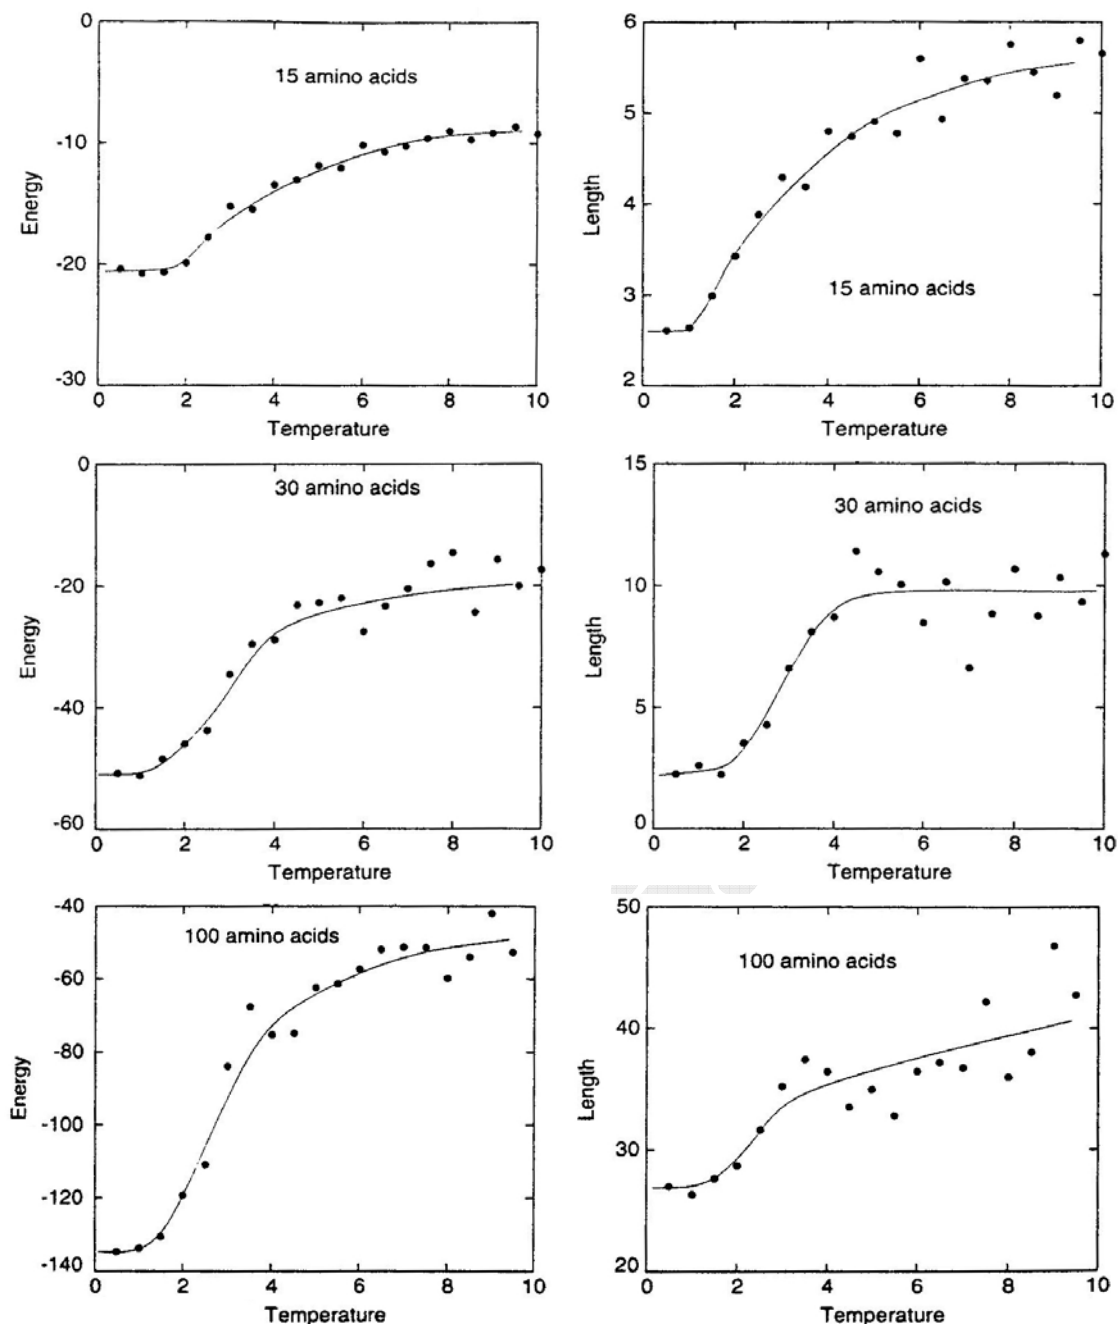 0
-10
-20
-30
Energy
15 amino acids
0 2 4 6 8 10
Temperature
6
5
4
3
2
Length
15 amino acids
0 2 4 6 8 10
Temperature
0
-20
-40
-60
Energy
30 amino acids
0 2 4 6 8 10
Temperature
15
10
5
0
Length
30 amino acids
0 2 4 6 8 10
Temperature
-40
-60
-80
-100
-120
-140
Energy
100 amino acids
0 2 4 6 8 10
Temperature
50
40
30
20
Length
100 amino acids
0 2 4 6 8 10
Temperature